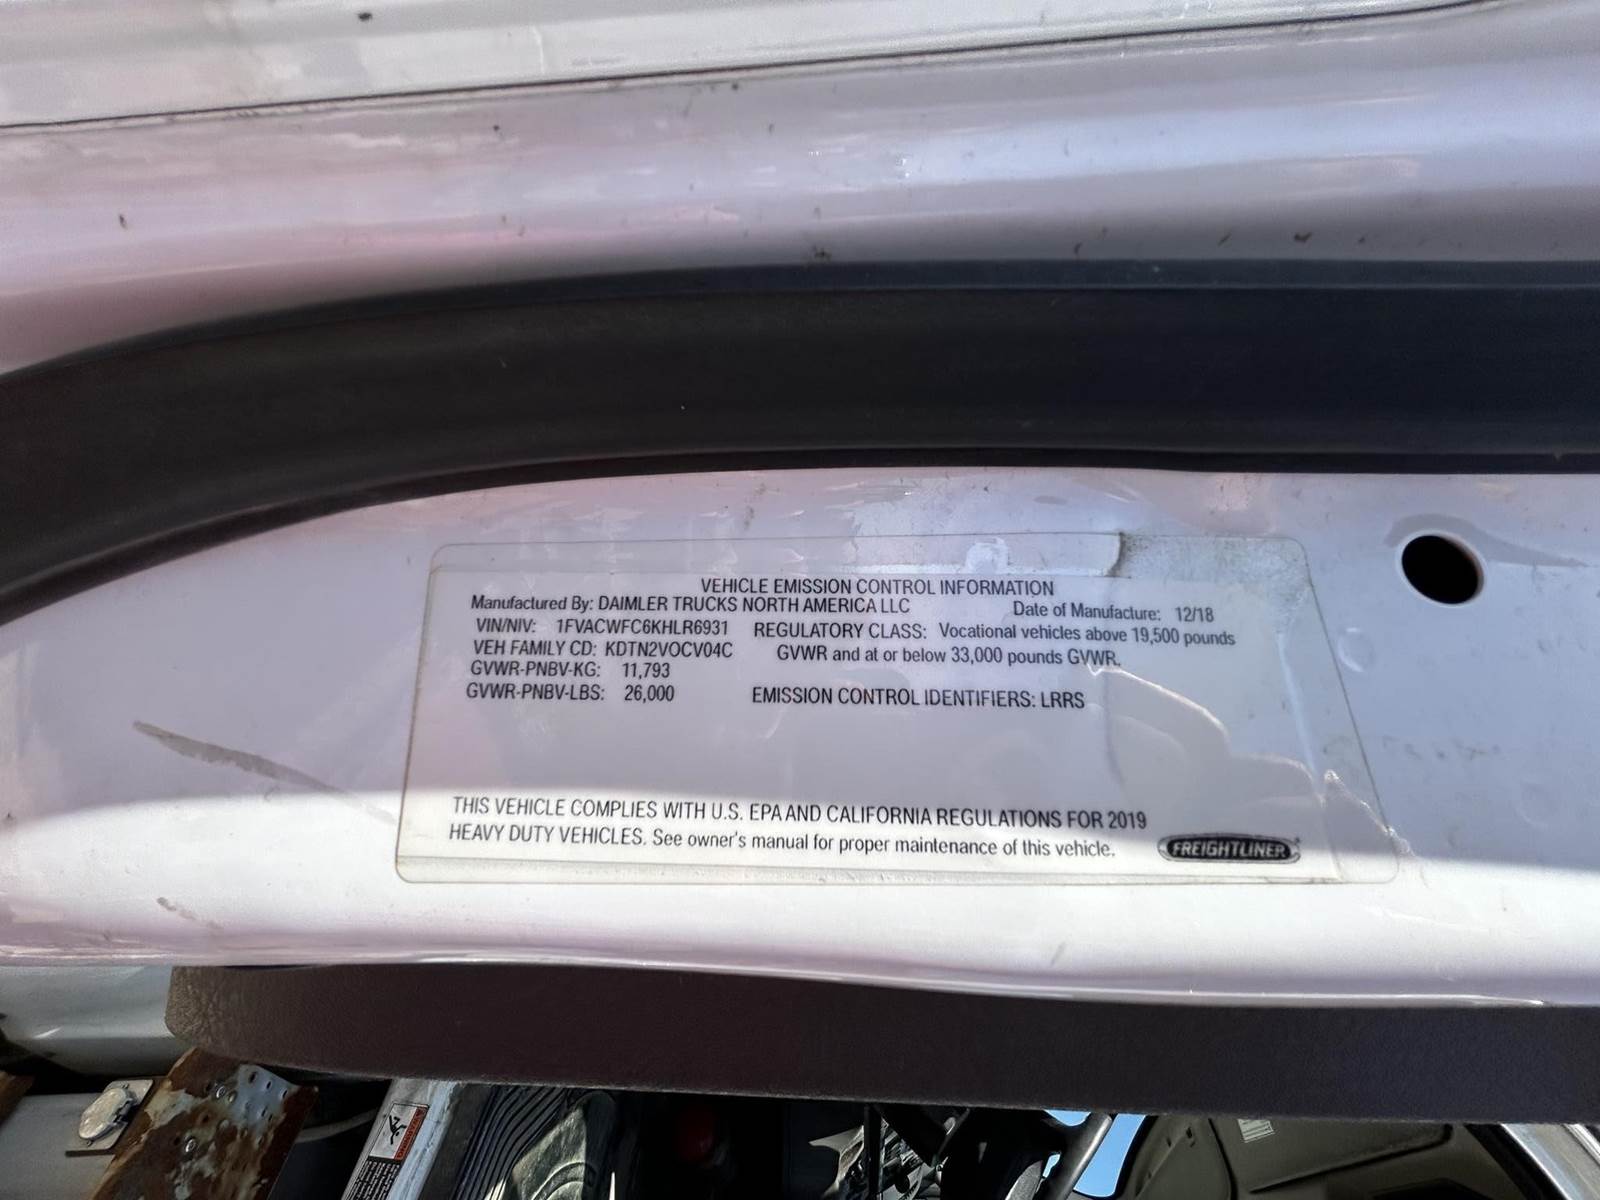 VEHICLE EMISSION CONTROL INFORMATION
Manufactured By: DAIMLER TRUCKS NORTH AMERICA LLC Date of Manufacture: 12/18
VIN/NIV: 1FVACWFC6KHLR6931 REGULATORY CLASS: Vocational vehicles above 19,500 pounds
VEH FAMILY CD: KDTN2VOCV04C GVWR and at or below 33,000 pounds GVWR.
GVWR-PNBV-KG: 11,793
GVWR-PNBV-LBS: 26,000 EMISSION CONTROL IDENTIFIERS: LRRS
THIS VEHICLE COMPLIES WITH U.S. EPA AND CALIFORNIA REGULATIONS FOR 2019
HEAVY DUTY VEHICLES. See owner's manual for proper maintenance of this vehicle.
FREIGHTLINER